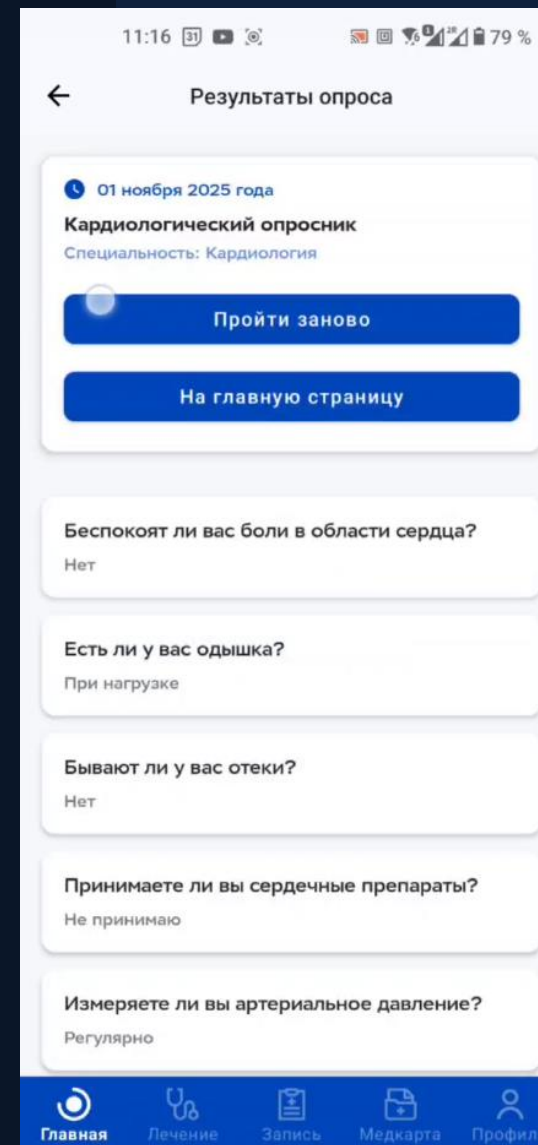 11:16 31 79 %
Результаты опроса
01 ноября 2025 года
Кардиологический опросник
Специальность: Кардиология
Пройти заново
На главную страницу
Беспокоят ли вас боли в области сердца?
Нет
Есть ли у вас одышка?
При нагрузке
Бывают ли у вас отеки?
Нет
Принимаете ли вы сердечные препараты?
Не принимаю
Измеряете ли вы артериальное давление?
Регулярно
Главная Лечение Запись Медкарта